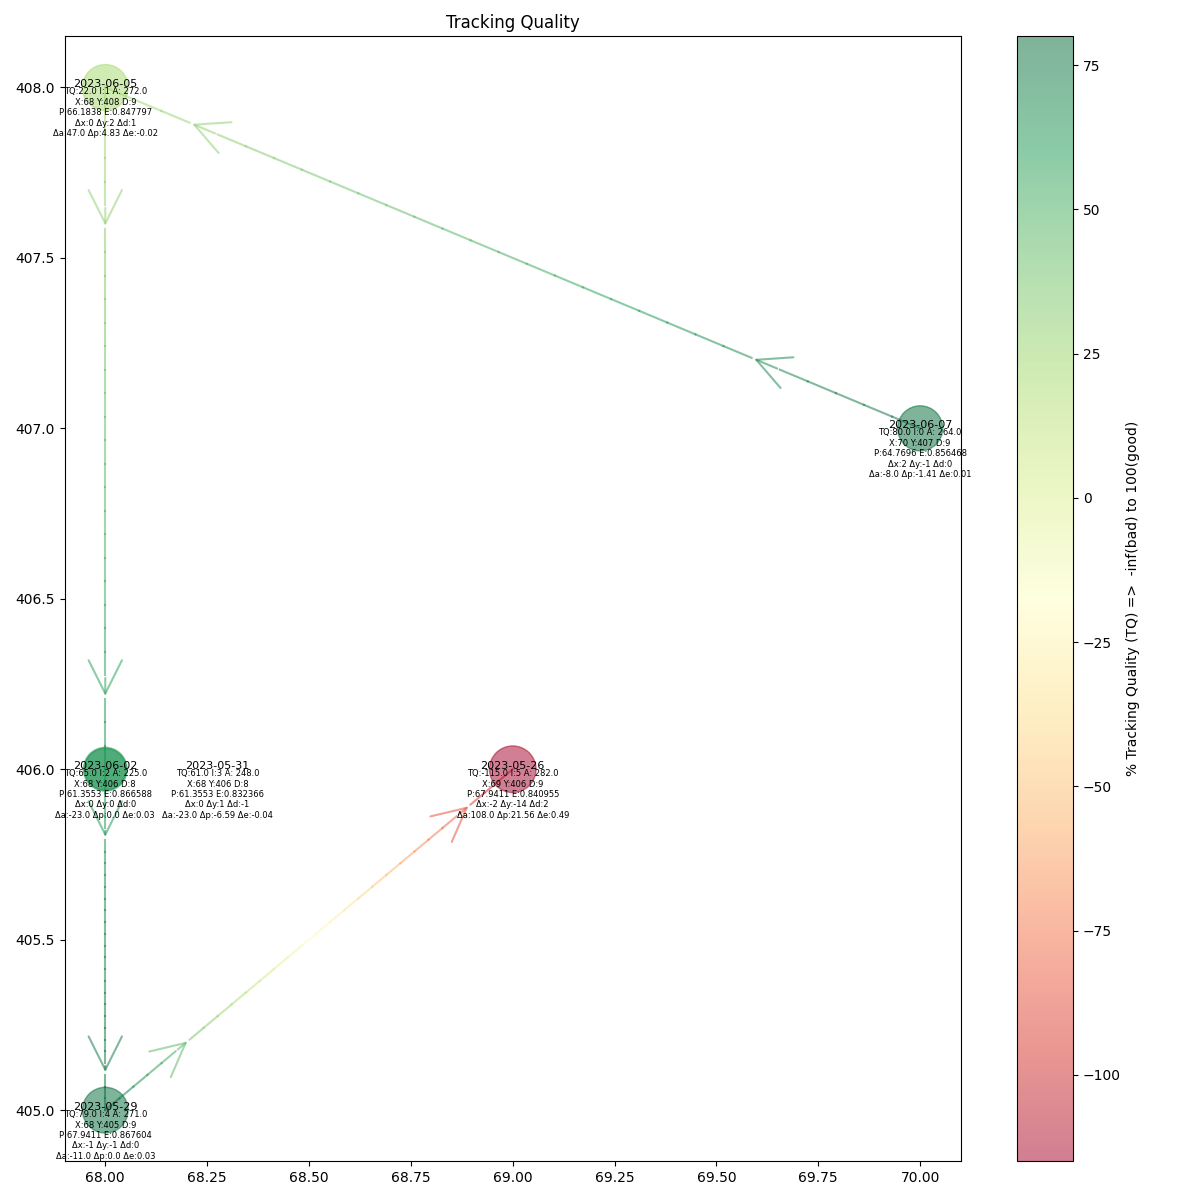 Tracking Quality
408.0
407.5
407.0
406.5
406.0
405.5
405.0
68.00
68.25
68.50
68.75
69.00
69.25
69.50
69.75
70.00
2023-06-05
TQ:22.0 I:1 A: 272.0
X:68 Y:408 D:9
P:66.1838 E:0.847797
Δx:0 Δy:2 Δd:1
Δa:47.0 Δp:4.83 Δe:-0.02
2023-06-07
TQ:80.0 I:0 A: 264.0
X:70 Y:407 D:9
P:64.7696 E:0.856468
Δx:2 Δy:-1 Δd:0
Δa:-8.0 Δp:-1.41 Δe:0.01
2023-06-02
TQ:65.0 I:2 A: 225.0
X:68 Y:406 D:8
P:61.3553 E:0.866588
Δx:0 Δy:0 Δd:0
Δa:-23.0 Δp:0.0 Δe:0.03
2023-05-31
TQ:61.0 I:3 A: 248.0
X:68 Y:406 D:8
P:61.3553 E:0.832366
Δx:0 Δy:1 Δd:-1
Δa:-23.0 Δp:-6.59 Δe:-0.04
2023-05-26
TQ:-115.0 I:5 A: 282.0
X:69 Y:406 D:9
P:67.9411 E:0.840955
Δx:-2 Δy:-14 Δd:2
Δa:108.0 Δp:21.56 Δe:0.49
2023-05-29
TQ:79.0 I:4 A: 271.0
X:68 Y:405 D:9
P:67.9411 E:0.867604
Δx:-1 Δy:-1 Δd:0
Δa:-11.0 Δp:0.0 Δe:0.03
75
50
25
0
−25
−50
−75
−100
% Tracking Quality (TQ) => -inf(bad) to 100(good)